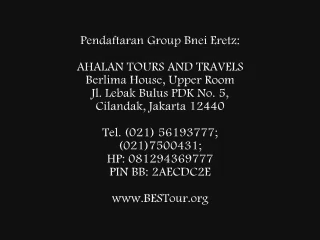 Pendaftaran Group Bnei Eretz:
AHALAN TOURS AND TRAVELS
Berlima House, Upper Room
Jl. Lebak Bulus PDK No. 5,
Cilandak, Jakarta 12440
Tel. (021) 56193777;
(021)7500431;
HP: 081294369777
PIN BB: 2AECDC2E
www.BESTour.org